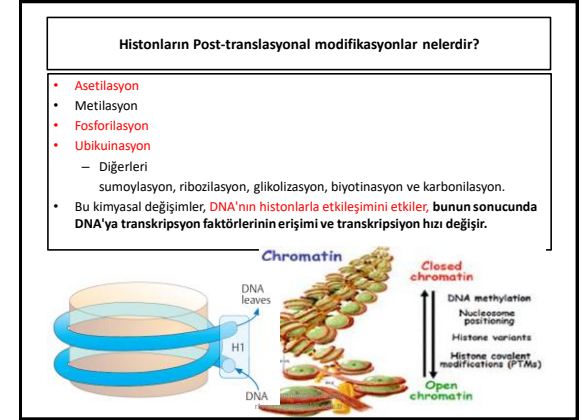 Histonların Post-translasyonal modifikasyonlar nelerdir?
• Asetilasyon
• Metilasyon
• Fosforilasyon
• Ubikuinasyon
– Diğerleri
sumoylasyon, ribozilasyon, glikolizasyon, biyotinasyon ve karbonilasyon.
• Bu kimyasal değişimler, DNA'nın histonlarla etkileşimini etkiler, bunun sonucunda
DNA'ya transkripsyon faktörlerinin erişimi ve transkripsiyon hızı değişir.
Chromatin
DNA
leaves
H1
DNA
Closed
chromatin
DNA methylation
Nucleosome
positioning
Histone variants
Histone covalent
modifications (PTMs)
Open
chromatin